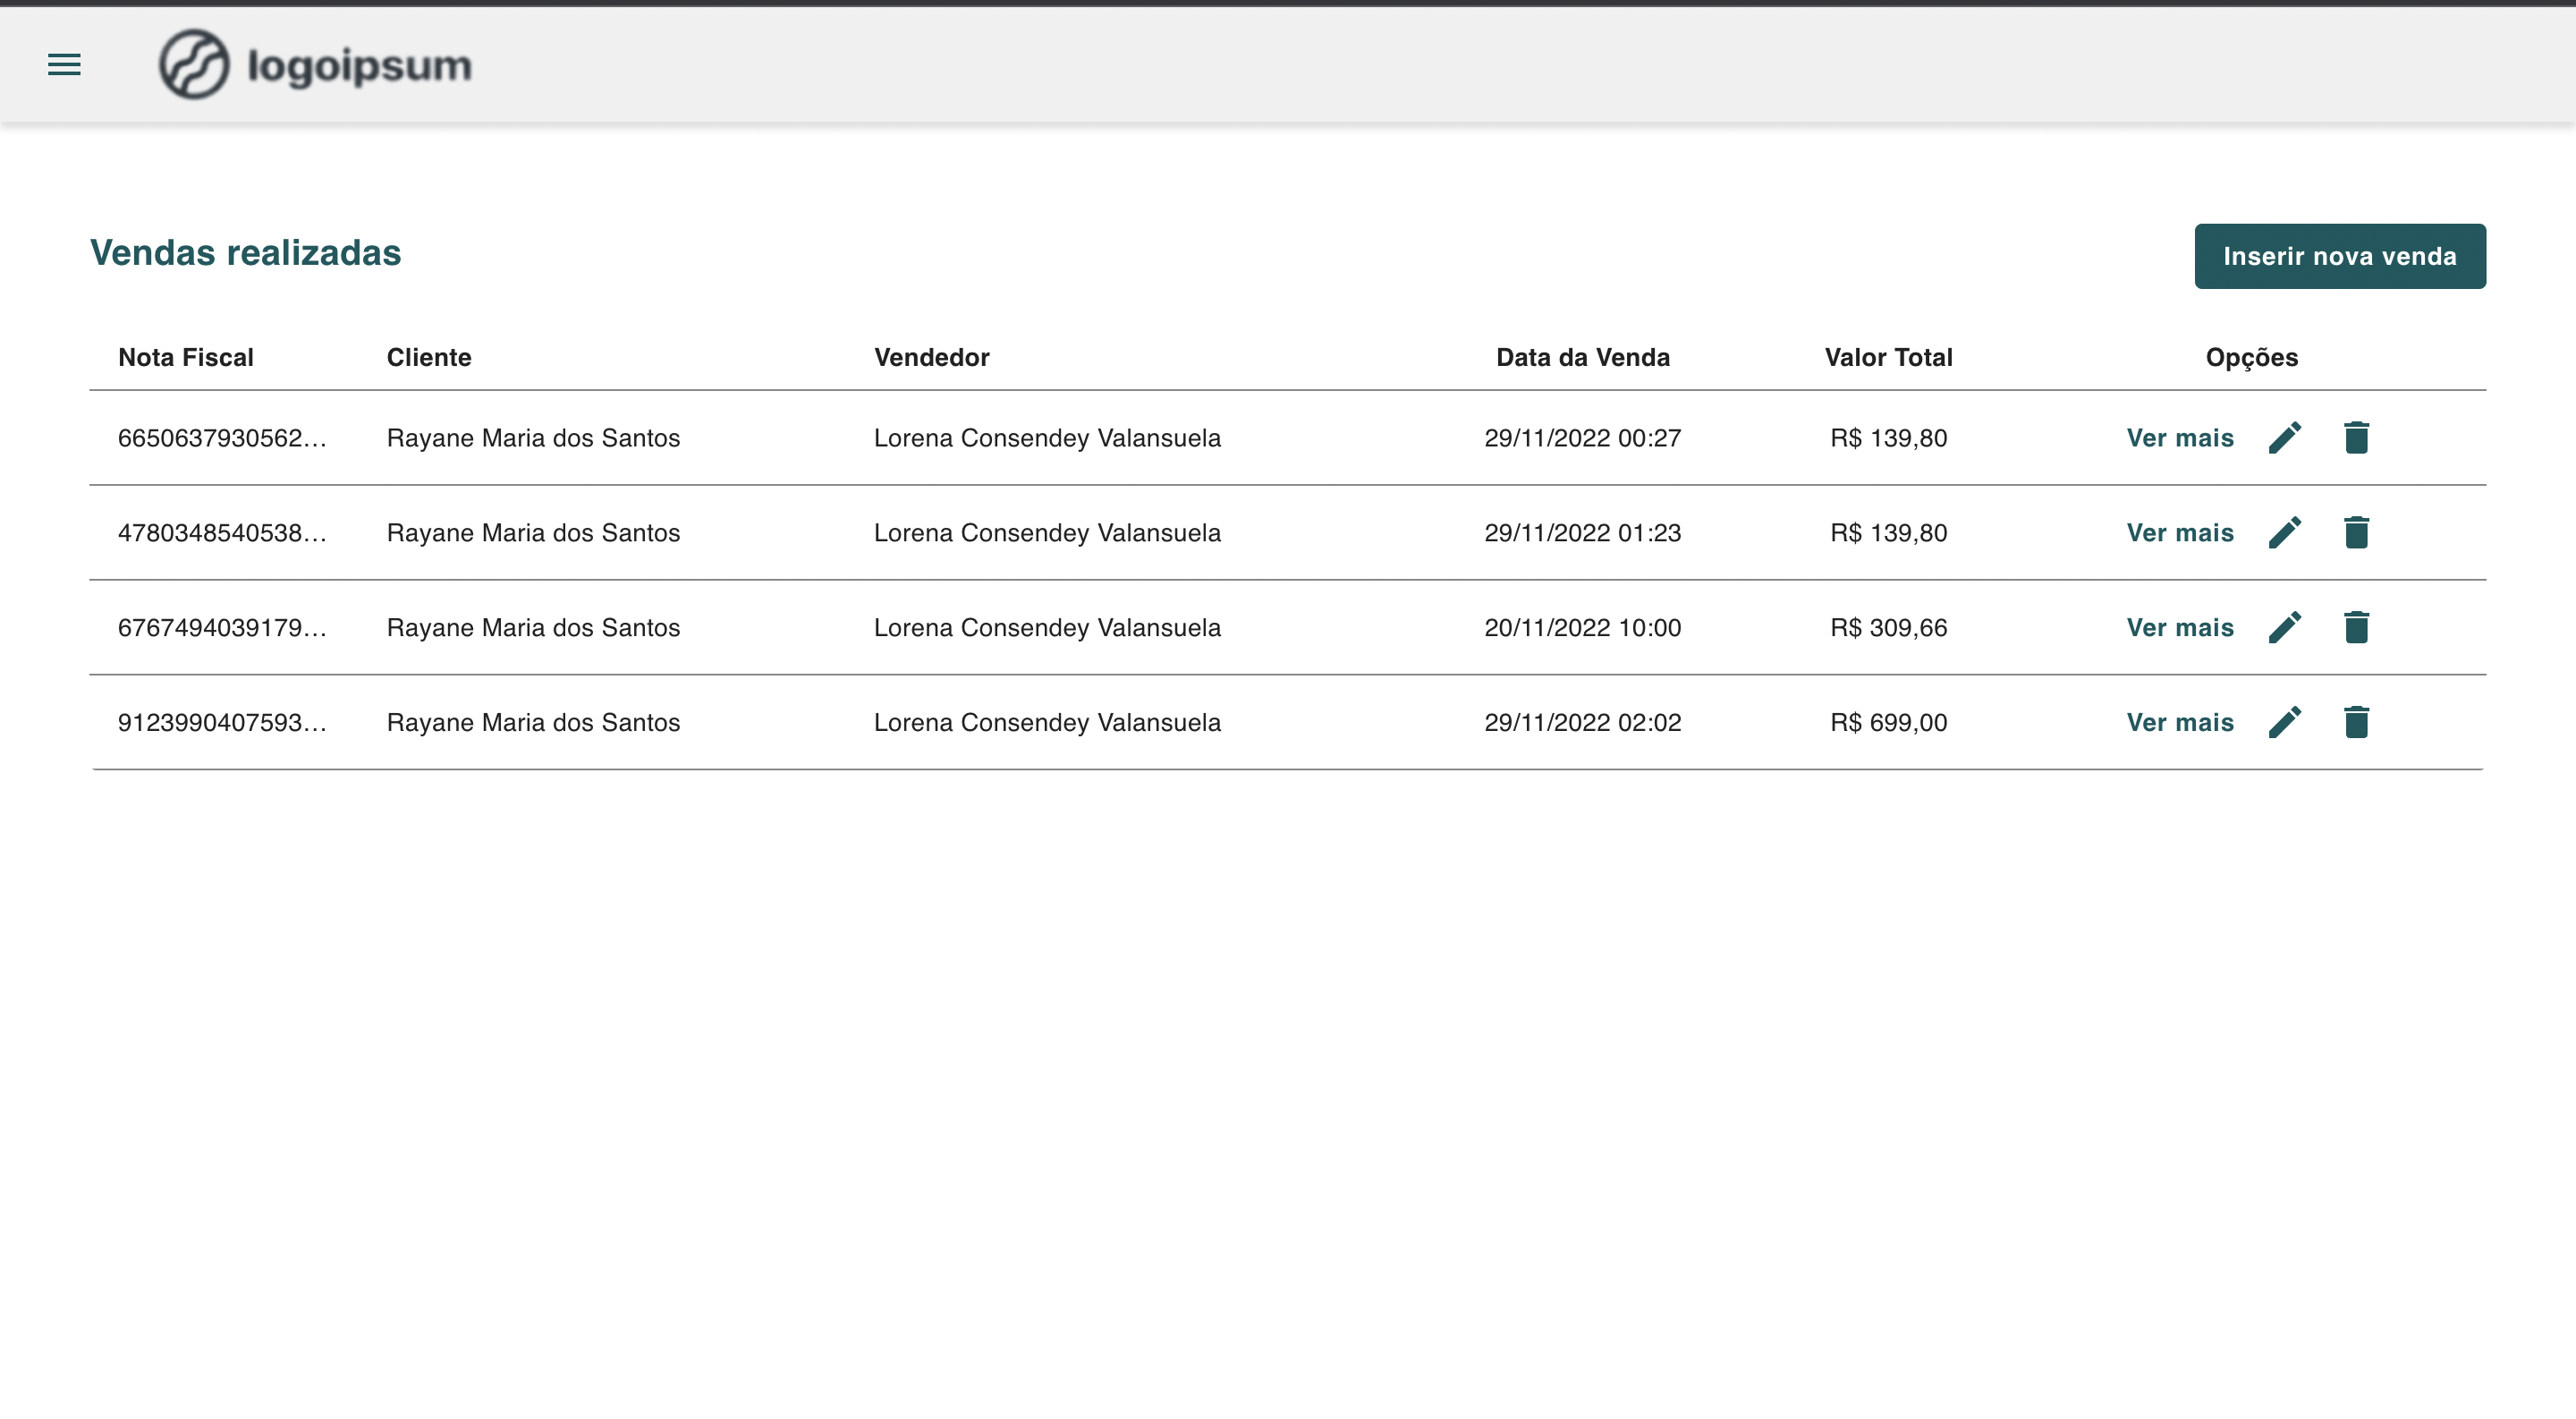 logoipsum
Vendas realizadas
Inserir nova venda
Nota Fiscal Cliente Vendedor Data da Venda Valor Total Opções
6650637930562... Rayane Maria dos Santos Lorena Consendey Valansuela 29/11/2022 00:27 R$ 139,80 Ver mais
4780348540538... Rayane Maria dos Santos Lorena Consendey Valansuela 29/11/2022 01:23 R$ 139,80 Ver mais
6767494039179... Rayane Maria dos Santos Lorena Consendey Valansuela 20/11/2022 10:00 R$ 309,66 Ver mais
9123990407593... Rayane Maria dos Santos Lorena Consendey Valansuela 29/11/2022 02:02 R$ 699,00 Ver mais